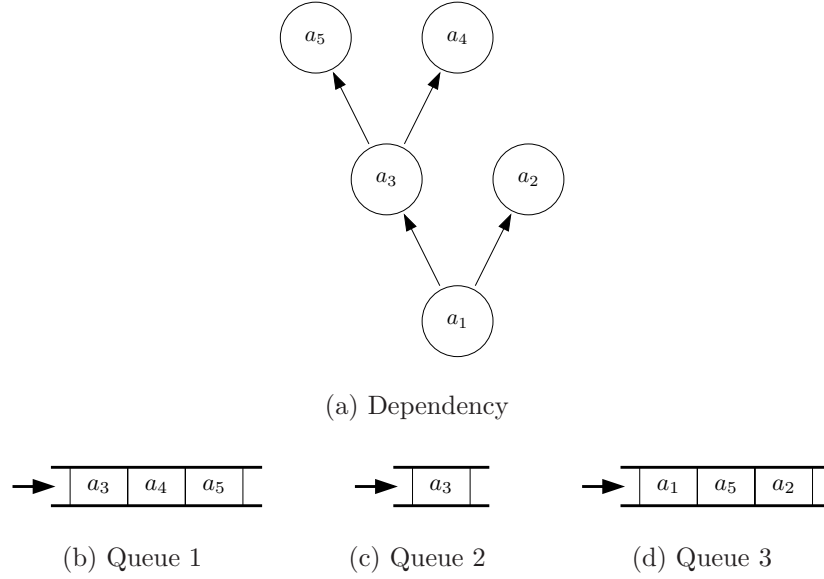 a5 a4
a3 a2
a1
(a) Dependency
a3 a4 a5 a3 a1 a5 a2
(b) Queue 1 (c) Queue 2 (d) Queue 3